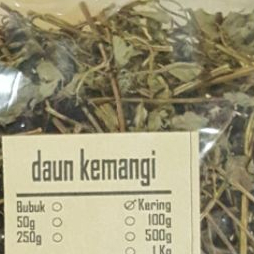 daun kemangi
Bubuk ○ ∅ Kering
50g ○ ○ 100g
250g ○ ○ 500g
○ 1 Kg